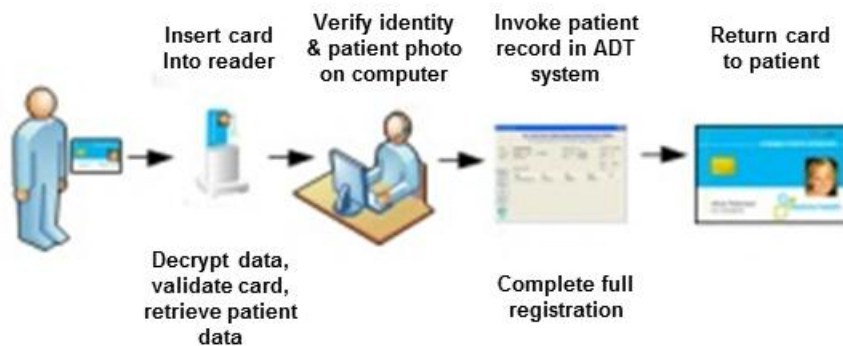 Insert card
Into reader
Verify identity
& patient photo
on computer
Invoke patient
record in ADT
system
Return card
to patient
Decrypt data,
validate card,
retrieve patient
data
Complete full
registration